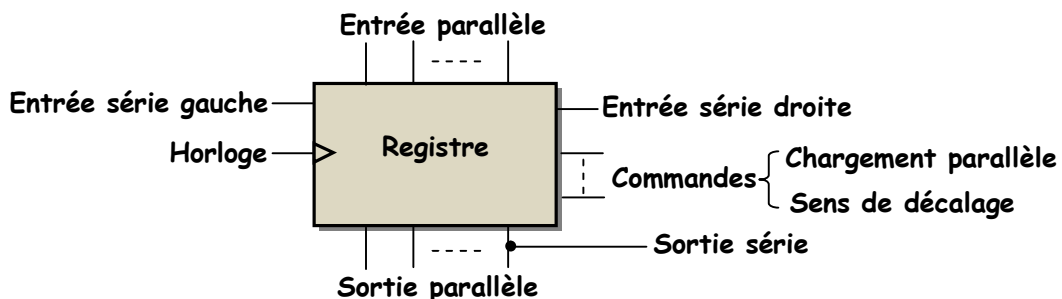 Entrée parallèle
Entrée série gauche
Entrée série droite
Horloge
Registre
Chargement parallèle
Commandes
Sens de décalage
Sortie série
Sortie parallèle